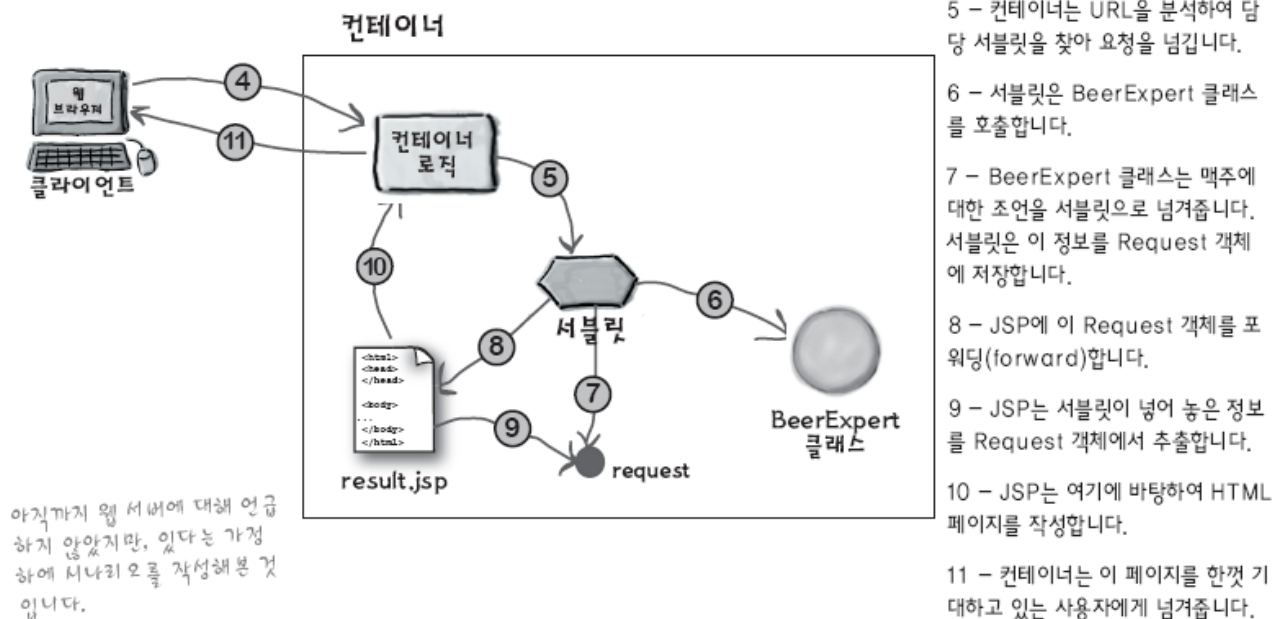 컨테이너
웹
브라우져
클라이언트
4
11
컨테이너
로직
5
10
6
서블릿
8
7
<html>
<head>
</head>
<body>
...
</body>
</html>
9
BeerExpert
클래스
result.jsp
request
아직까지 웹 서버에 대해 언급
하지 않았지만, 있다는 가정
하에 시나리오를 작성해본 것
입니다.
5 – 컨테이너는 URL을 분석하여 담
당 서블릿을 찾아 요청을 넘깁니다.
6 – 서블릿은 BeerExpert 클래스
를 호출합니다.
7 – BeerExpert 클래스는 맥주에
대한 조언을 서블릿으로 넘겨줍니다.
서블릿은 이 정보를 Request 객체
에 저장합니다.
8 – JSP에 이 Request 객체를 포
워딩(forward)합니다.
9 – JSP는 서블릿이 넣어 놓은 정보
를 Request 객체에서 추출합니다.
10 – JSP는 여기에 바탕하여 HTML
페이지를 작성합니다.
11 – 컨테이너는 이 페이지를 한껏 기
대하고 있는 사용자에게 넘겨줍니다.